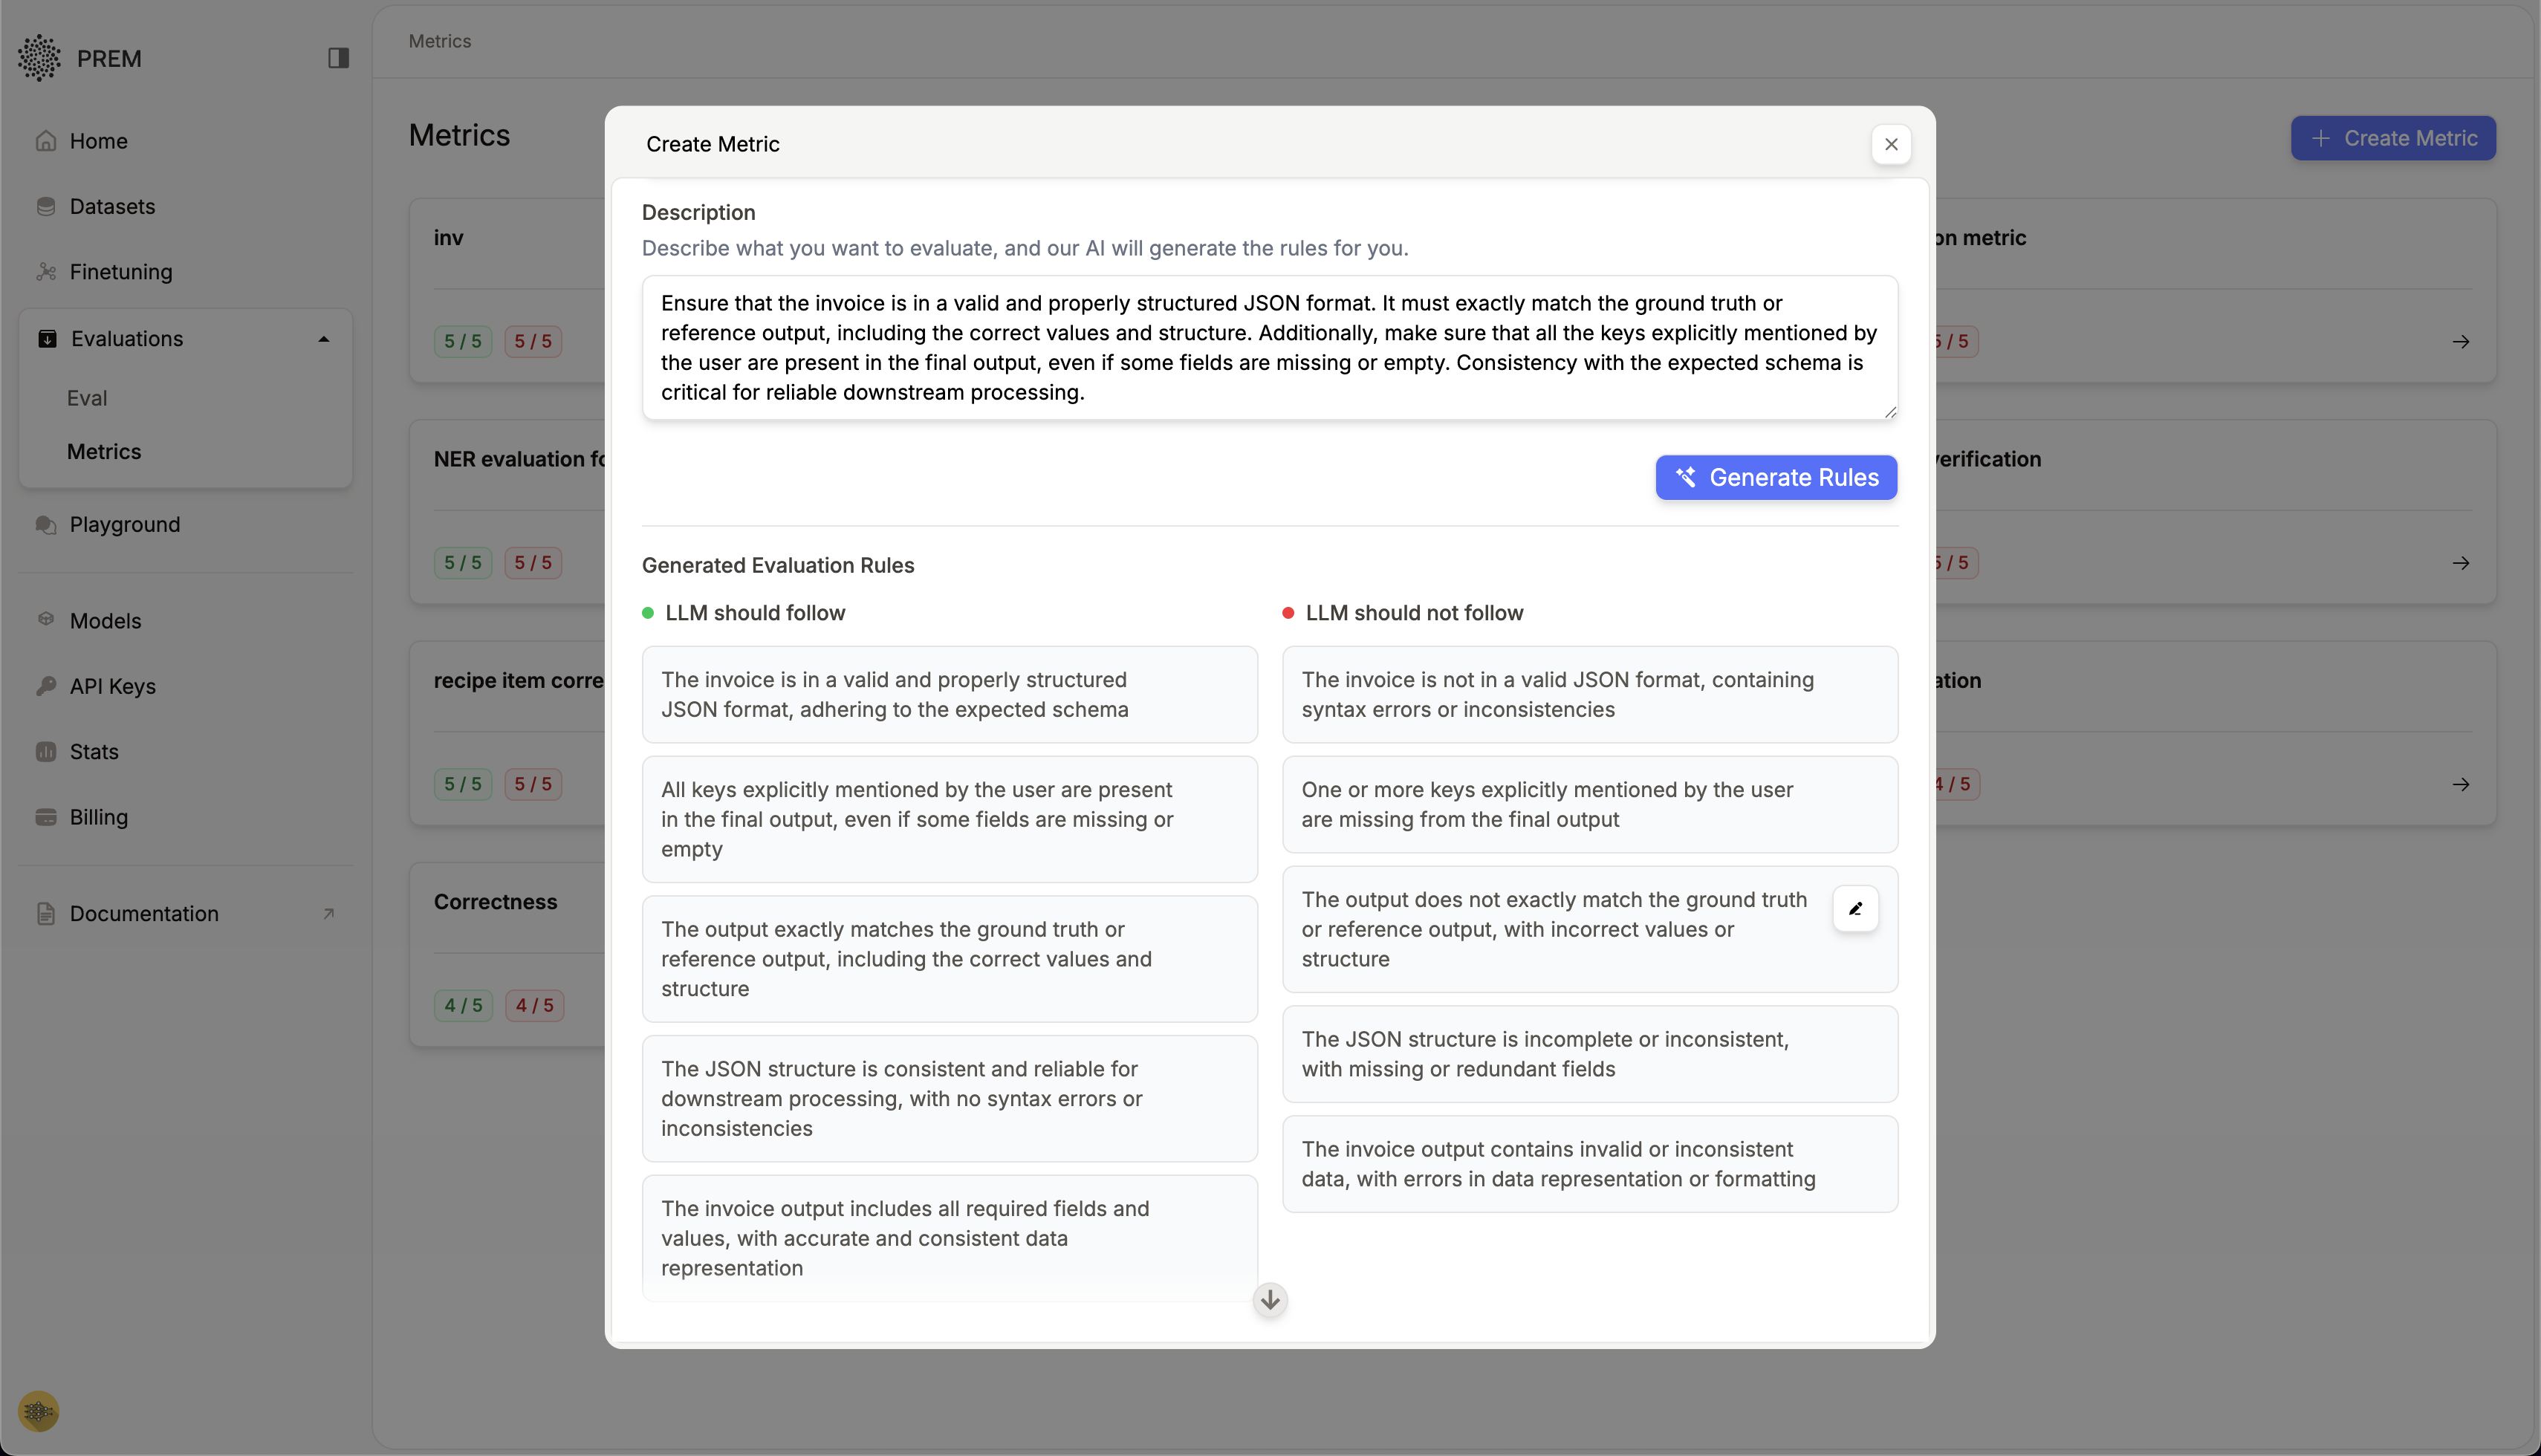 PREM
Home
Datasets
Finetuning
Evaluations
Eval
Metrics
Playground
Models
API Keys
Stats
Billing
Documentation
Metrics
Metrics
Create Metric
inv
5 / 5
5 / 5
on metric
5 / 5
NER evaluation fo
5 / 5
5 / 5
verification
5 / 5
recipe item corre
5 / 5
5 / 5
ation
4 / 5
Correctness
4 / 5
4 / 5
Create Metric
Description
Describe what you want to evaluate, and our AI will generate the rules for you.
Ensure that the invoice is in a valid and properly structured JSON format. It must exactly match the ground truth or
reference output, including the correct values and structure. Additionally, make sure that all the keys explicitly mentioned by
the user are present in the final output, even if some fields are missing or empty. Consistency with the expected schema is
critical for reliable downstream processing.
Generate Rules
Generated Evaluation Rules
LLM should follow
The invoice is in a valid and properly structured
JSON format, adhering to the expected schema
All keys explicitly mentioned by the user are present
in the final output, even if some fields are missing or
empty
The output exactly matches the ground truth or
reference output, including the correct values and
structure
The JSON structure is consistent and reliable for
downstream processing, with no syntax errors or
inconsistencies
The invoice output includes all required fields and
values, with accurate and consistent data
representation
LLM should not follow
The invoice is not in a valid JSON format, containing
syntax errors or inconsistencies
One or more keys explicitly mentioned by the user
are missing from the final output
The output does not exactly match the ground truth
or reference output, with incorrect values or
structure
The JSON structure is incomplete or inconsistent,
with missing or redundant fields
The invoice output contains invalid or inconsistent
data, with errors in data representation or formatting